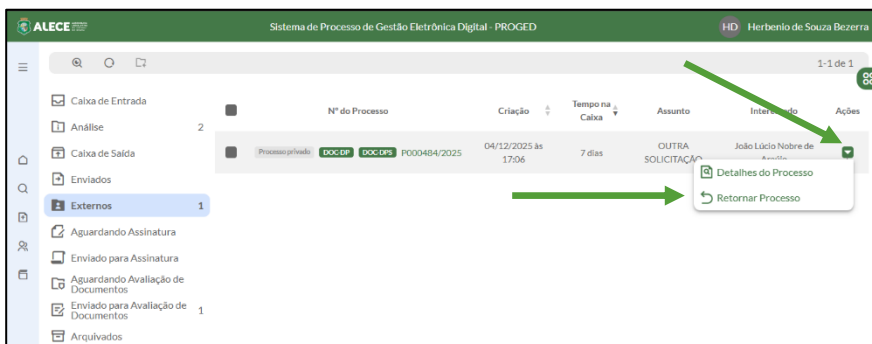 ALECE
Sistema de Processo de Gestão Eletrônica Digital - PROGED
HD Herbenio de Souza Bezerra
1-1 de 1
Caixa de Entrada
Análise 2
Caixa de Saída
Enviados
Externos 1
Aguardando Assinatura
Enviado para Assinatura
Aguardando Avaliação de
Documentos
Enviado para Avaliação de
Documentos 1
Arquivados
Nº do Processo Criação Tempo na
Caixa Assunto Ações
Processo privado DOC-DP DOC-DPS P000484/2025
04/12/2025 às
17:06
7 dias
OUTRA
SOLICITAÇÃO
João Lúcio Nobre de
Detalhes do Processo
Retornar Processo